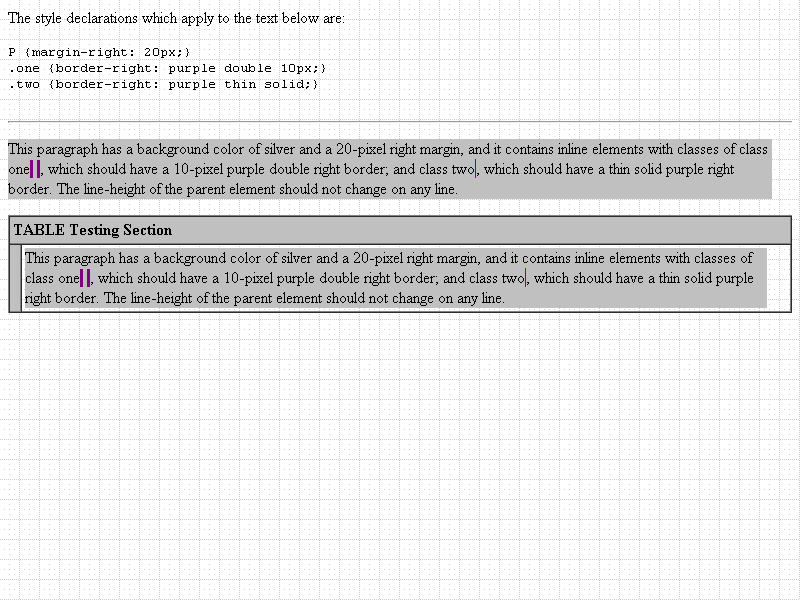 The style declarations which apply to the text below are:
P {margin-right: 20px;}
.one {border-right: purple double 10px;}
.two {border-right: purple thin solid;}
This paragraph has a background color of silver and a 20-pixel right margin, and it contains inline elements with classes of class
one, which should have a 10-pixel purple double right border; and class two, which should have a thin solid purple right
border. The line-height of the parent element should not change on any line.
TABLE Testing Section
This paragraph has a background color of silver and a 20-pixel right margin, and it contains inline elements with classes of
class one, which should have a 10-pixel purple double right border; and class two, which should have a thin solid purple
right border. The line-height of the parent element should not change on any line.